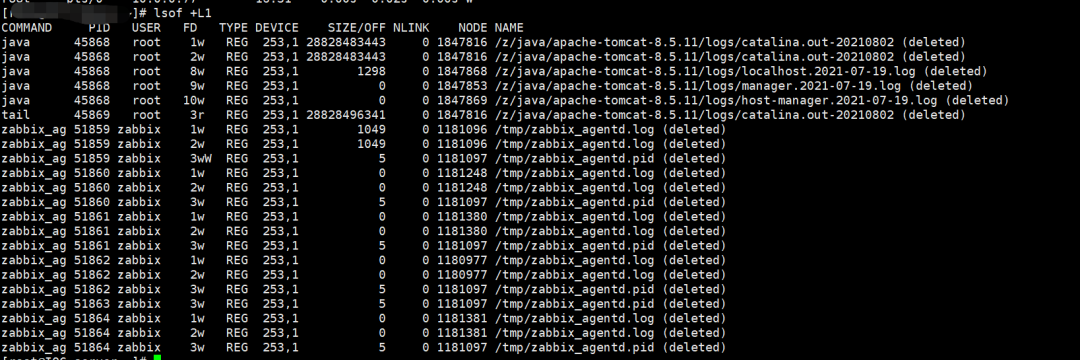 ]# lsof +L1
COMMAND PID USER FD TYPE DEVICE SIZE/OFF NLINK NODE NAME
java 45868 root 1w REG 253,1 28828483443 0 1847816 /z/java/apache-tomcat-8.5.11/logs/catalina.out-20210802 (deleted)
java 45868 root 2w REG 253,1 28828483443 0 1847816 /z/java/apache-tomcat-8.5.11/logs/catalina.out-20210802 (deleted)
java 45868 root 8w REG 253,1 1298 0 1847868 /z/java/apache-tomcat-8.5.11/logs/localhost.2021-07-19.log (deleted)
java 45868 root 9w REG 253,1 0 0 1847853 /z/java/apache-tomcat-8.5.11/logs/manager.2021-07-19.log (deleted)
java 45868 root 10w REG 253,1 0 0 1847869 /z/java/apache-tomcat-8.5.11/logs/host-manager.2021-07-19.log (deleted)
tail 45869 root 3r REG 253,1 28828496341 0 1847816 /z/java/apache-tomcat-8.5.11/logs/catalina.out-20210802 (deleted)
zabbix_ag 51859 zabbix 1w REG 253,1 1049 0 1181096 /tmp/zabbix_agentd.log (deleted)
zabbix_ag 51859 zabbix 2w REG 253,1 1049 0 1181096 /tmp/zabbix_agentd.log (deleted)
zabbix_ag 51859 zabbix 3wW REG 253,1 5 0 1181097 /tmp/zabbix_agentd.pid (deleted)
zabbix_ag 51860 zabbix 1w REG 253,1 0 0 1181248 /tmp/zabbix_agentd.log (deleted)
zabbix_ag 51860 zabbix 2w REG 253,1 0 0 1181248 /tmp/zabbix_agentd.log (deleted)
zabbix_ag 51860 zabbix 3w REG 253,1 5 0 1181097 /tmp/zabbix_agentd.pid (deleted)
zabbix_ag 51861 zabbix 1w REG 253,1 0 0 1181380 /tmp/zabbix_agentd.log (deleted)
zabbix_ag 51861 zabbix 2w REG 253,1 0 0 1181380 /tmp/zabbix_agentd.log (deleted)
zabbix_ag 51861 zabbix 3w REG 253,1 5 0 1181097 /tmp/zabbix_agentd.pid (deleted)
zabbix_ag 51862 zabbix 1w REG 253,1 0 0 1180977 /tmp/zabbix_agentd.log (deleted)
zabbix_ag 51862 zabbix 2w REG 253,1 0 0 1180977 /tmp/zabbix_agentd.log (deleted)
zabbix_ag 51862 zabbix 3w REG 253,1 5 0 1181097 /tmp/zabbix_agentd.pid (deleted)
zabbix_ag 51863 zabbix 3w REG 253,1 5 0 1181097 /tmp/zabbix_agentd.pid (deleted)
zabbix_ag 51864 zabbix 1w REG 253,1 0 0 1181381 /tmp/zabbix_agentd.log (deleted)
zabbix_ag 51864 zabbix 2w REG 253,1 0 0 1181381 /tmp/zabbix_agentd.log (deleted)
zabbix_ag 51864 zabbix 3w REG 253,1 5 0 1181097 /tmp/zabbix_agentd.pid (deleted)